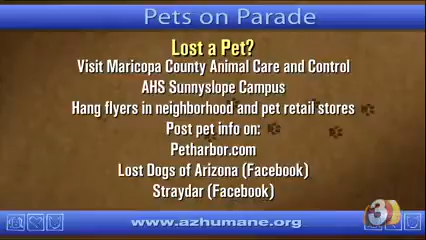 Pets on Parade
Lost a Pet?
Visit Maricopa County Animal Care and Control
AHS Sunnyslope Campus
Hang flyers in neighborhood and pet retail stores
Post pet info on:
Petharbor.com
Lost Dogs of Arizona (Facebook)
Straydar (Facebook)
3
www.azhumane.org